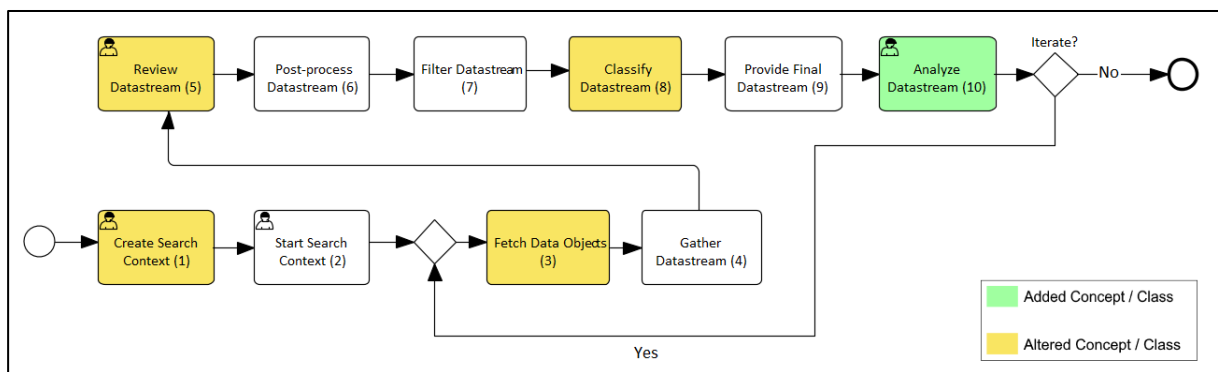 Iterate?
Review
Datastream (5)
Post-process
Datastream (6)
Filter Datastream
(7)
Classify
Datastream (8)
Provide Final
Datastream (9)
Analyze
Datastream (10)
No
Create Search
Context (1)
Start Search
Context (2)
Fetch Data Objects
(3)
Gather
Datastream (4)
Yes
Added Concept / Class
Altered Concept / Class